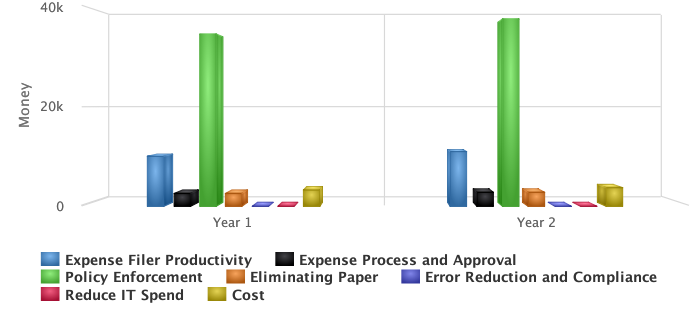 40k
20k
0
Money
Year 1
Year 2
Expense Filer Productivity
Expense Process and Approval
Policy Enforcement
Eliminating Paper
Error Reduction and Compliance
Reduce IT Spend
Cost